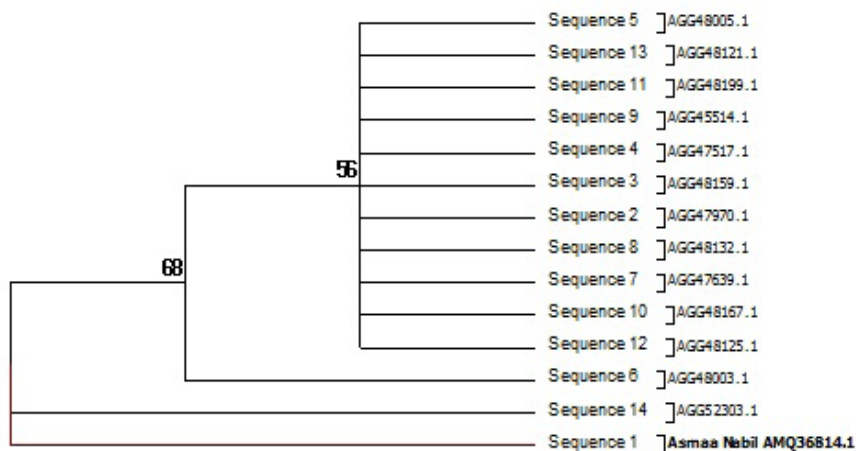 Sequence 5 AGG48005.1
Sequence 13 AGG48121.1
Sequence 11 AGG48199.1
Sequence 9 AGG45514.1
Sequence 4 AGG47517.1
56
Sequence 3 AGG48159.1
Sequence 2 AGG47970.1
Sequence 8 AGG48132.1
68
Sequence 7 AGG47639.1
Sequence 10 AGG48167.1
Sequence 12 AGG48125.1
Sequence 6 AGG48003.1
Sequence 14 AGG52303.1
Sequence 1 Asmaa Nabil AMQ36814.1